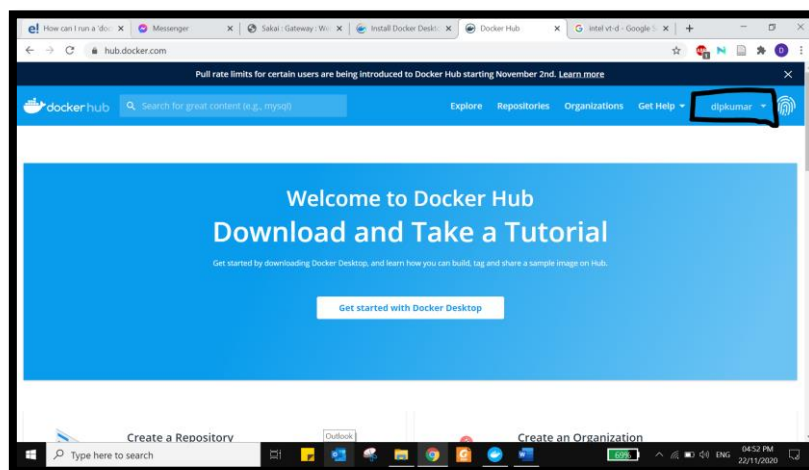 How can I run a 'doc
Messenger
Sakai : Gateway : Wo
Install Docker Deskto
Docker Hub
intel vt-d - Google S
hub.docker.com
Pull rate limits for certain users are being introduced to Docker Hub starting November 2nd. Learn more
dockerhub
Search for great content (e.g., mysql)
Explore Repositories Organizations Get Help
dlpkumar
Welcome to Docker Hub
Download and Take a Tutorial
Get started by downloading Docker Desktop, and learn how you can build, tag and share a sample image on Hub.
Get started with Docker Desktop
Create a Repository
Create an Organization
Outlook
Type here to search
69%
ENG
04:52 PM
22/11/2020